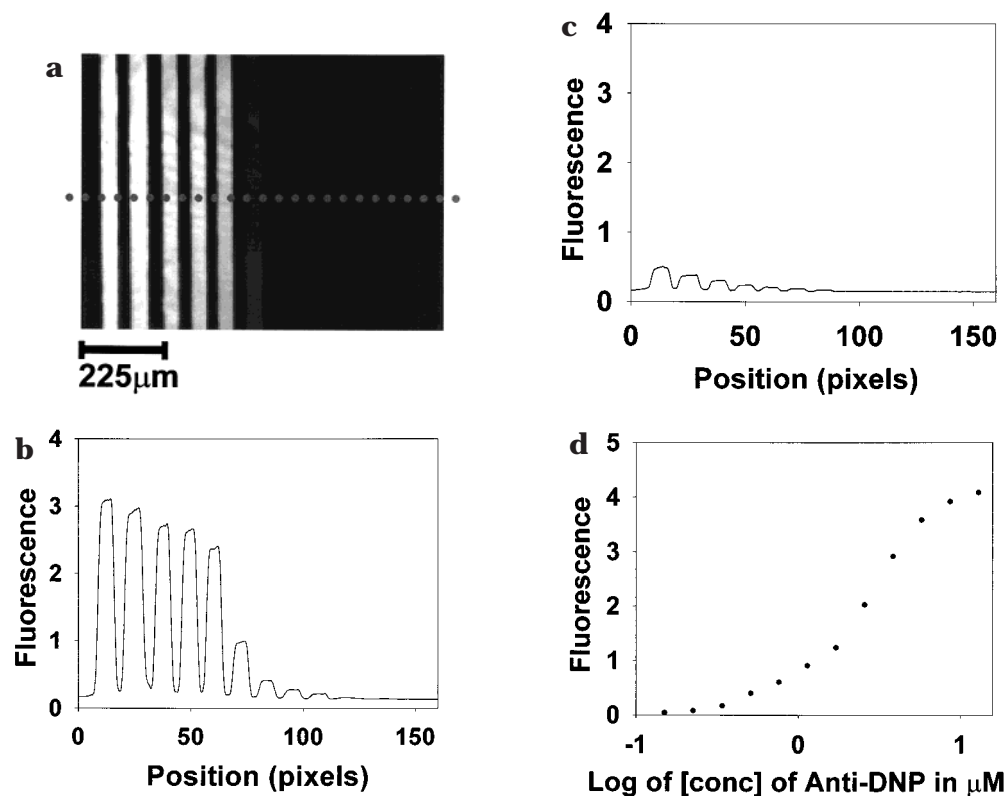 a
225μm
b
4
3
2
1
0
Fluorescence
0 50 100 150
Position (pixels)
c
4
3
2
1
0
Fluorescence
0 50 100 150
Position (pixels)
d
5
4
3
2
1
0
Fluorescence
-1 0 1
Log of [conc] of Anti-DNP in μM